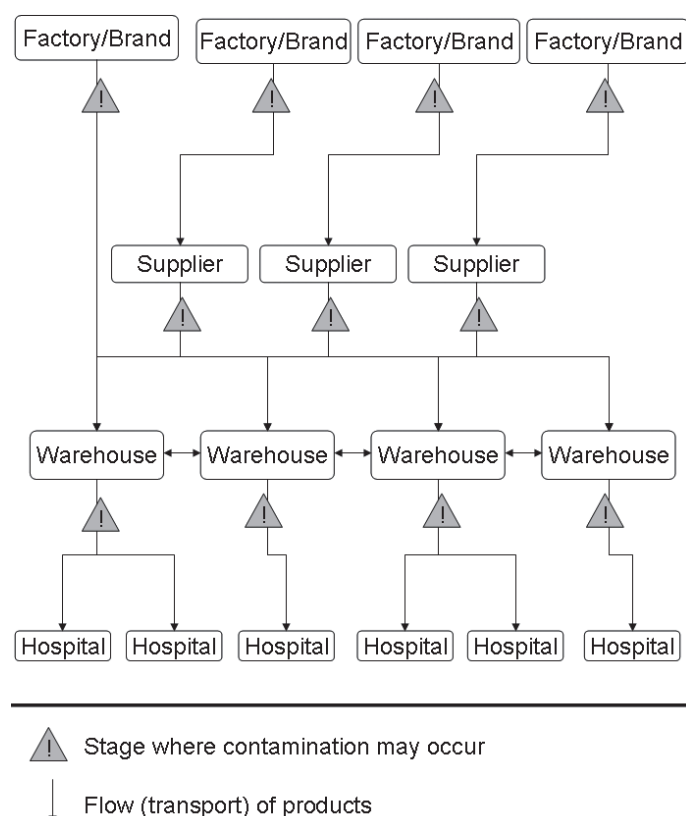 Factory/Brand
Factory/Brand
Factory/Brand
Factory/Brand
!
!
!
!
Supplier
Supplier
Supplier
!
!
!
Warehouse
Warehouse
Warehouse
Warehouse
!
!
!
!
Hospital
Hospital
Hospital
Hospital
Hospital
Hospital
! Stage where contamination may occur
Flow (transport) of products